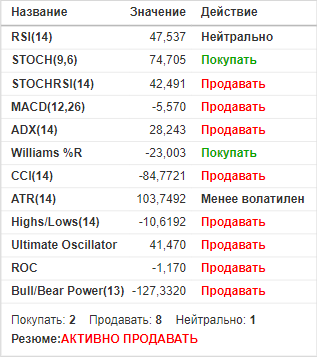 Название Значение Действие
RSI(14) 47,537 Нейтрально
STOCH(9,6) 74,705 Покупать
STOCHRSI(14) 42,491 Продавать
MACD(12,26) -5,570 Продавать
ADX(14) 28,243 Продавать
Williams %R -23,003 Покупать
CCI(14) -84,7721 Продавать
ATR(14) 103,7492 Менее волатилен
Highs/Lows(14) -10,6192 Продавать
Ultimate Oscillator 41,470 Продавать
ROC -1,170 Продавать
Bull/Bear Power(13) -127,3320 Продавать
Покупать: 2 Продавать: 8 Нейтрально: 1
Резюме:АКТИВНО ПРОДАВАТЬ